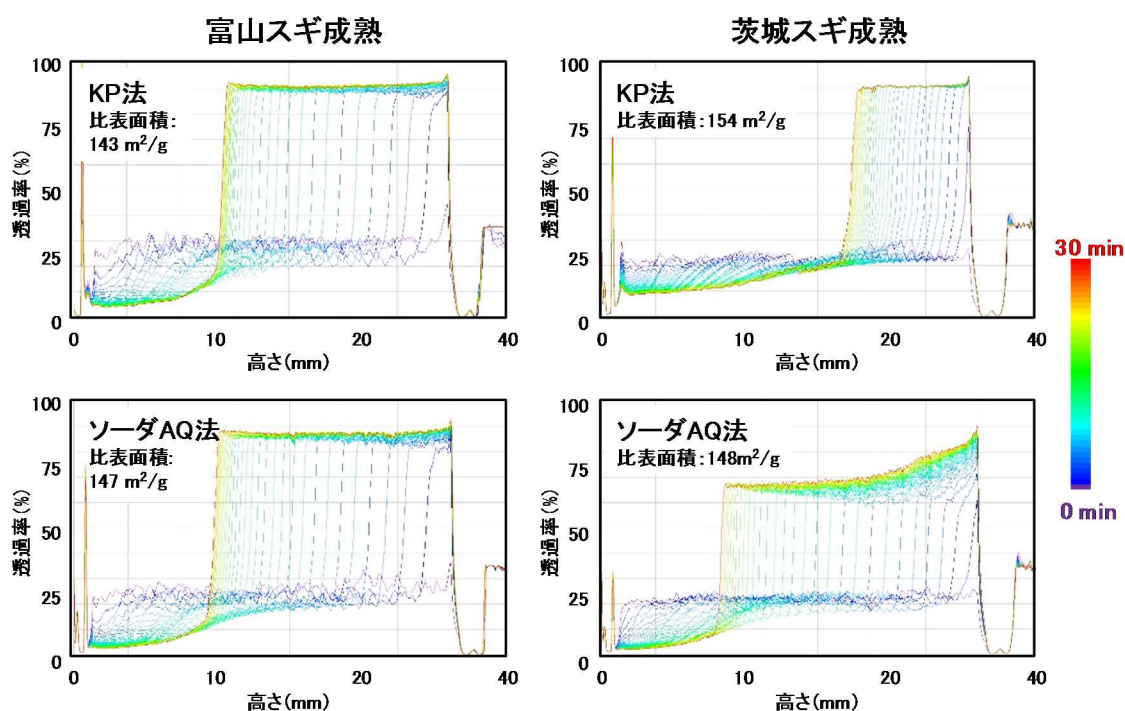 富山スギ成熟
茨城スギ成熟
100
75
50
25
0
透過率(%)
KP法
比表面積:
143 m²/g
0
10
20
40
高さ(mm)
100
75
50
25
0
透過率(%)
KP法
比表面積:154 m²/g
0
10
20
40
高さ(mm)
30 min
0 min
100
75
50
25
0
透過率(%)
ソーダAQ法
比表面積:
147 m²/g
0
10
20
40
高さ(mm)
100
75
50
25
0
透過率(%)
ソーダAQ法
比表面積:148m²/g
0
10
20
40
高さ(mm)